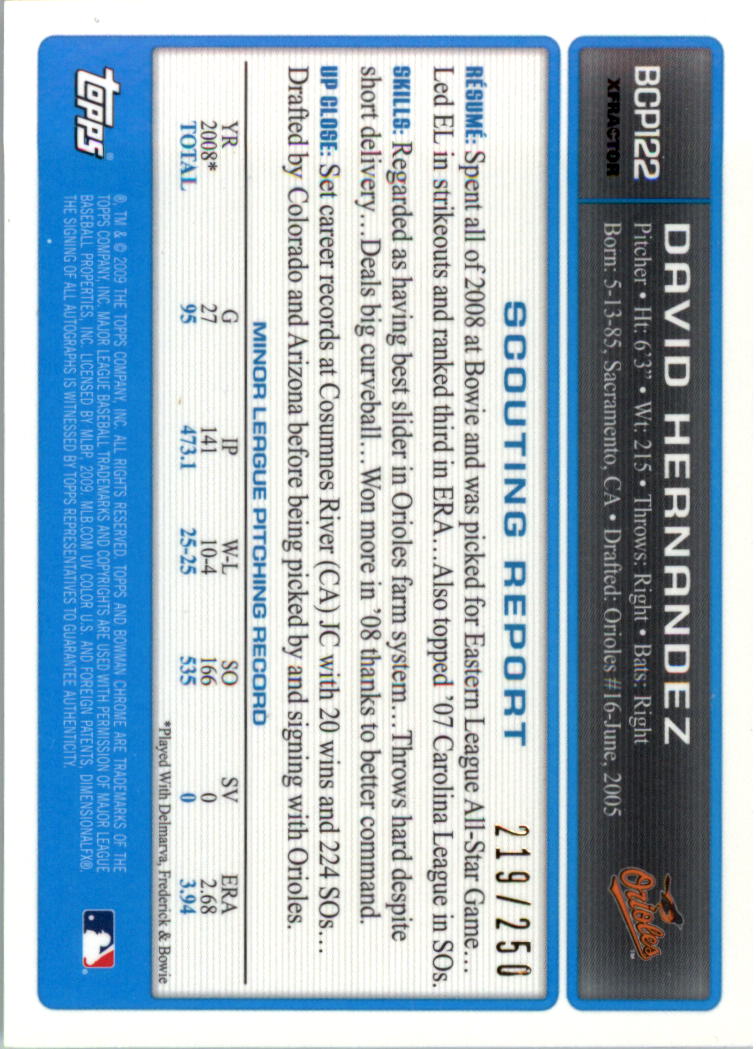 BCP122
XFRACTOR
DAVID HERNANDEZ
Pitcher • Ht: 6'3" • Wt: 215 • Throws: Right • Bats: Right
Born: 5-13-85, Sacramento, CA • Drafted: Orioles #16-June, 2005
Orioles
SCOUTING REPORT
219/250
RÉSUMÉ: Spent all of 2008 at Bowie and was picked for Eastern League All-Star Game…
Led EL in strikeouts and ranked third in ERA…Also topped '07 Carolina League in SOs.
SKILLS: Regarded as having best slider in Orioles farm system…Throws hard despite
short delivery…Deals big curveball…Won more in '08 thanks to better command.
UP CLOSE: Set career records at Cosumnes River (CA) JC with 20 wins and 224 SOs…
Drafted by Colorado and Arizona before being picked by and signing with Orioles.
MINOR LEAGUE PITCHING RECORD
YR G IP W-L SO SV ERA
2008* 27 141 10-4 166 0 2.68
TOTAL 95 473.1 25-25 535 0 3.94
*Played With Delmarva, Frederick & Bowie
topps®
®, TM & © 2009 THE TOPPS COMPANY, INC. ALL RIGHTS RESERVED. TOPPS AND BOWMAN CHROME ARE TRADEMARKS OF THE
TOPPS COMPANY, INC. MAJOR LEAGUE BASEBALL TRADEMARKS AND COPYRIGHTS ARE USED WITH PERMISSION OF MAJOR LEAGUE
BASEBALL PROPERTIES, INC. LICENSED BY MLBP, 2009. MLB.COM UV COLOR U.S. AND FOREIGN PATENTS, DIMENSIONALFX®.
THE SIGNING OF ALL AUTOGRAPHS IS WITNESSED BY TOPPS REPRESENTATIVES TO GUARANTEE AUTHENTICITY.